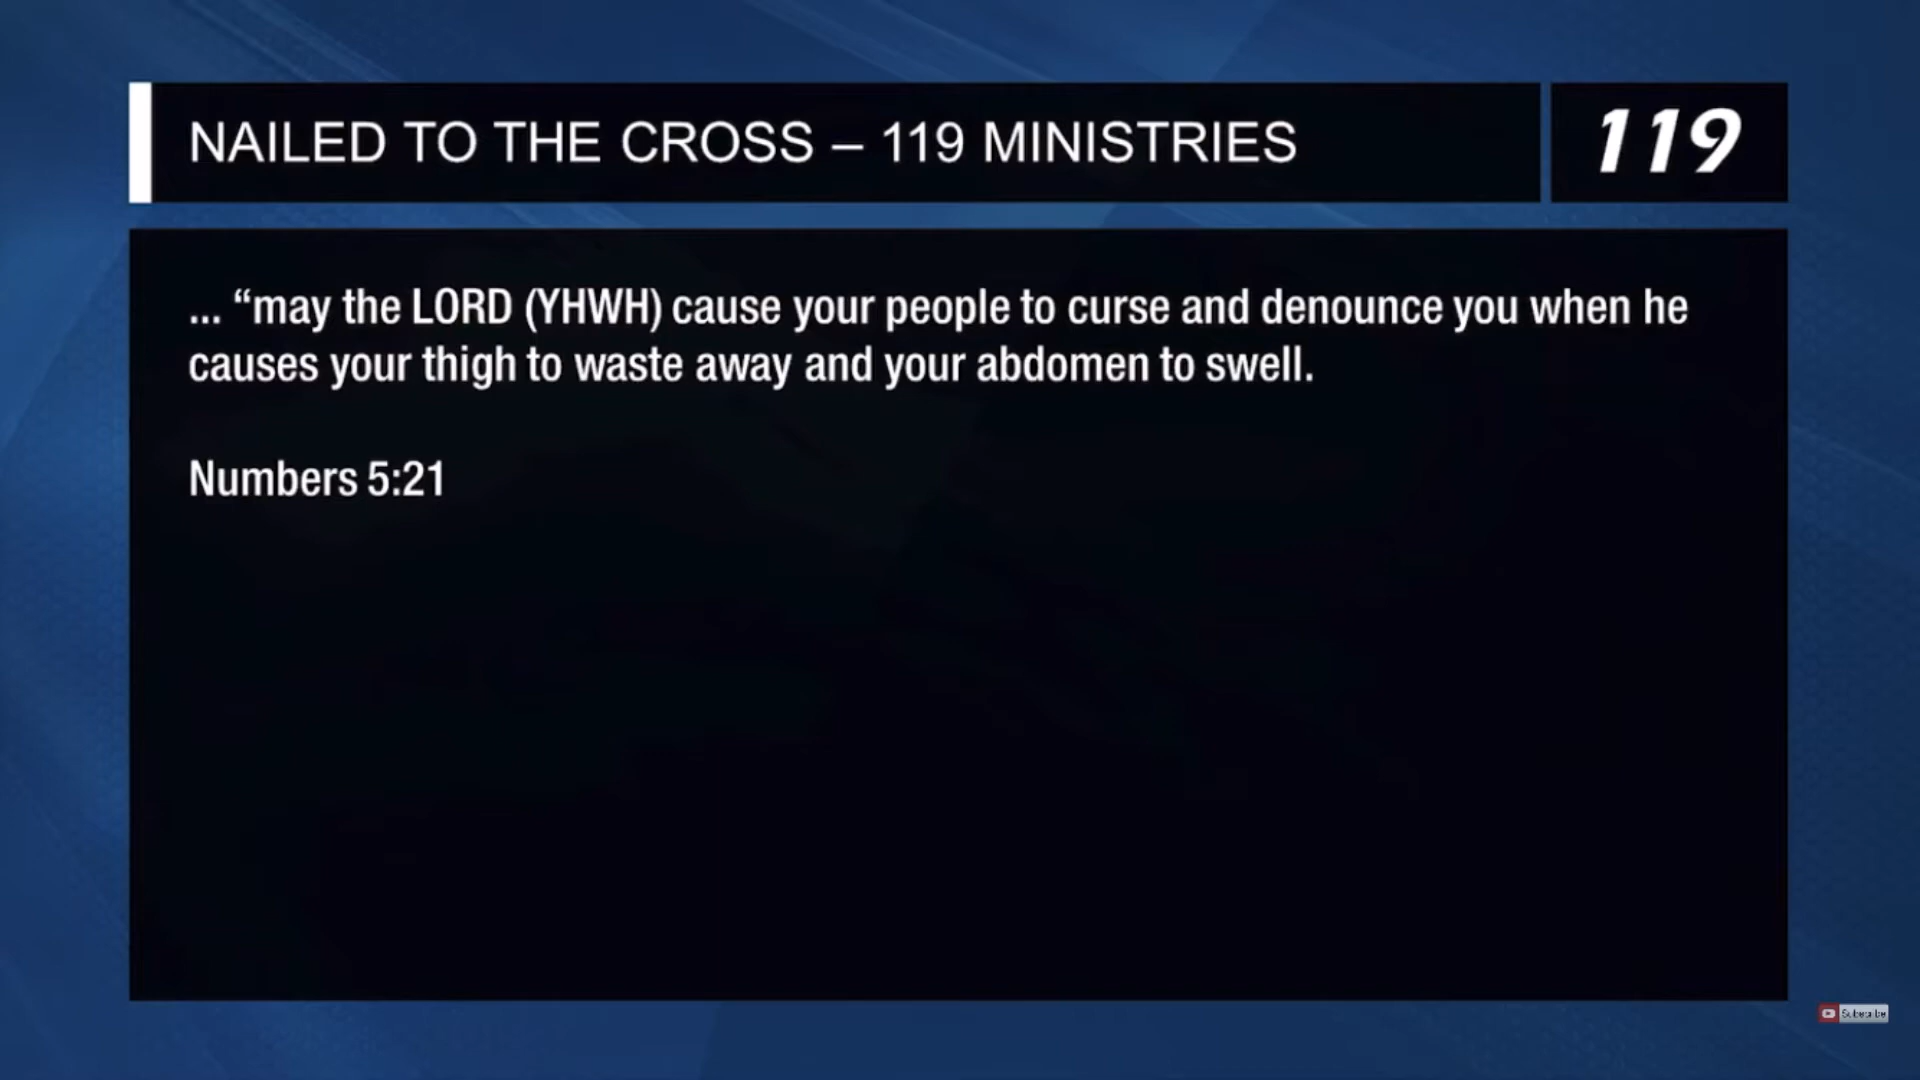 NAILED TO THE CROSS – 119 MINISTRIES
119
... “may the LORD (YHWH) cause your people to curse and denounce you when he
causes your thigh to waste away and your abdomen to swell.
Numbers 5:21
Subscribe